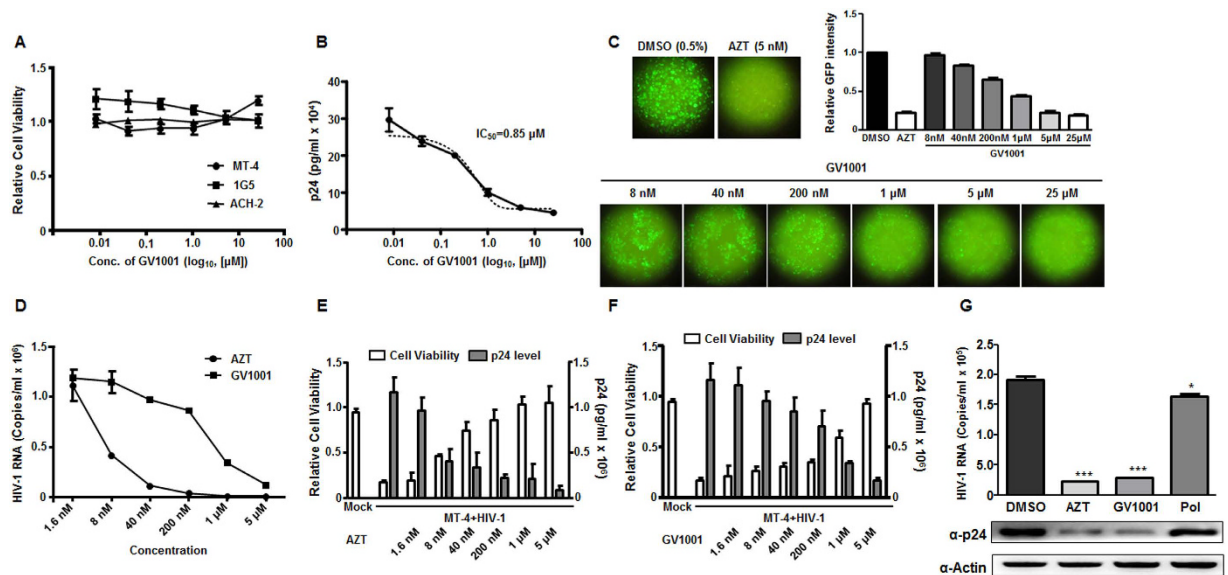 A
Relative Cell Viability
1.5
1.0
0.5
0.0
MT-4
1G5
ACH-2
0.01 0.1 1.0 10 100
Conc. of GV1001 (log10, [µM])
B
p24 (pg/ml x 10⁴)
40
30
20
10
0
IC50=0.85 µM
0.01 0.1 1.0 10 100
Conc. of GV1001 (log10, [µM])
C
DMSO (0.5%) AZT (5 nM)
Relative GFP intensity
1.5
1.0
0.5
0
DMSO AZT 8nM 40nM 200nM 1µM 5µM 25µM
GV1001
GV1001
8 nM 40 nM 200 nM 1 µM 5 µM 25 µM
D
HIV-1 RNA (Copies/ml x 10⁶)
1.5
1.0
0.5
0.0
AZT
GV1001
1.6 nM 8 nM 40 nM 200 nM 1 µM 5 µM
Concentration
E
Cell Viability p24 level
Relative Cell Viability
1.5
1.0
0.5
0
p24 (pg/ml x 10⁶)
1.5
1.0
0.5
0
Mock
MT-4+HIV-1
AZT 1.6 nM 8 nM 40 nM 200 nM 1 µM 5 µM
F
Cell Viability p24 level
Relative Cell Viability
1.5
1.0
0.5
0
p24 (pg/ml x 10⁶)
1.5
1.0
0.5
0
Mock
MT-4+HIV-1
GV1001 1.6 nM 8 nM 40 nM 200 nM 1 µM 5 µM
G
HIV-1 RNA (Copies/ml x 10⁵)
2.5
2.0
1.5
1.0
5.0
0
*** *** *
DMSO AZT GV1001 Pol
α-p24
α-Actin